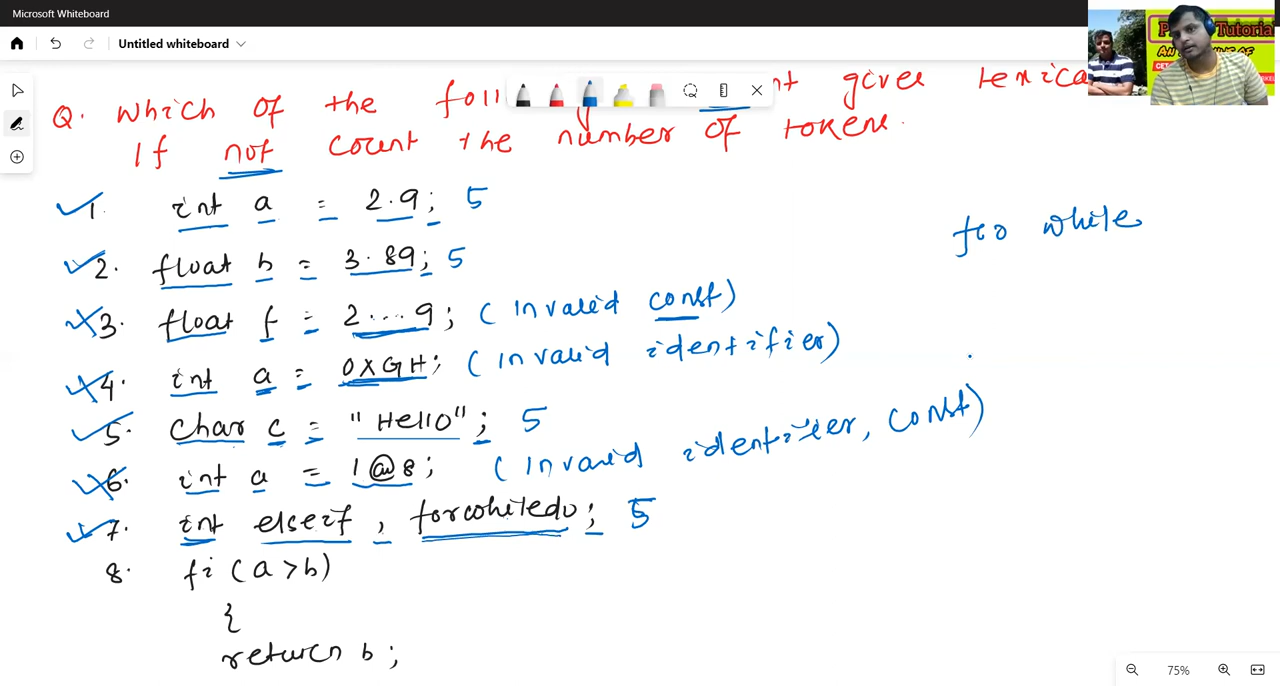 Microsoft Whiteboard
Untitled whiteboard
Tutoria
Q. Which of the given lexica
If not count the number of tokens.
1. int a = 2.9; 5
2. float b = 3.89; 5
3. float f = 2...9; (Invalid const)
4. int a = 0XGH; (Invalid identifier)
5. char c = "Hello"; 5
6. int a = 1@8; (Invalid identifier, const)
7. int elseif, forwhiledo; 5
while
8. fi (a>b)
{
return b;
75%